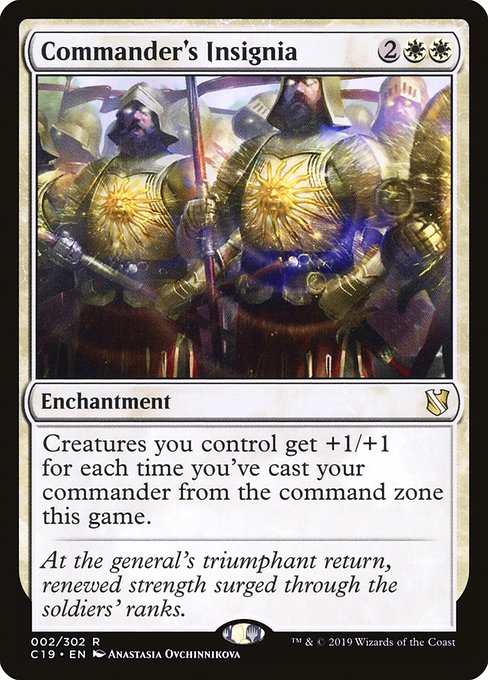 Commander's Insignia 2
Enchantment
Creatures you control get +1/+1
for each time you've cast your
commander from the command zone
this game.
At the general's triumphant return,
renewed strength surged through the
soldiers' ranks.
002/302 R
C19 • EN Anastasia Ovchinnikova
™ & © 2019 Wizards of the Coast